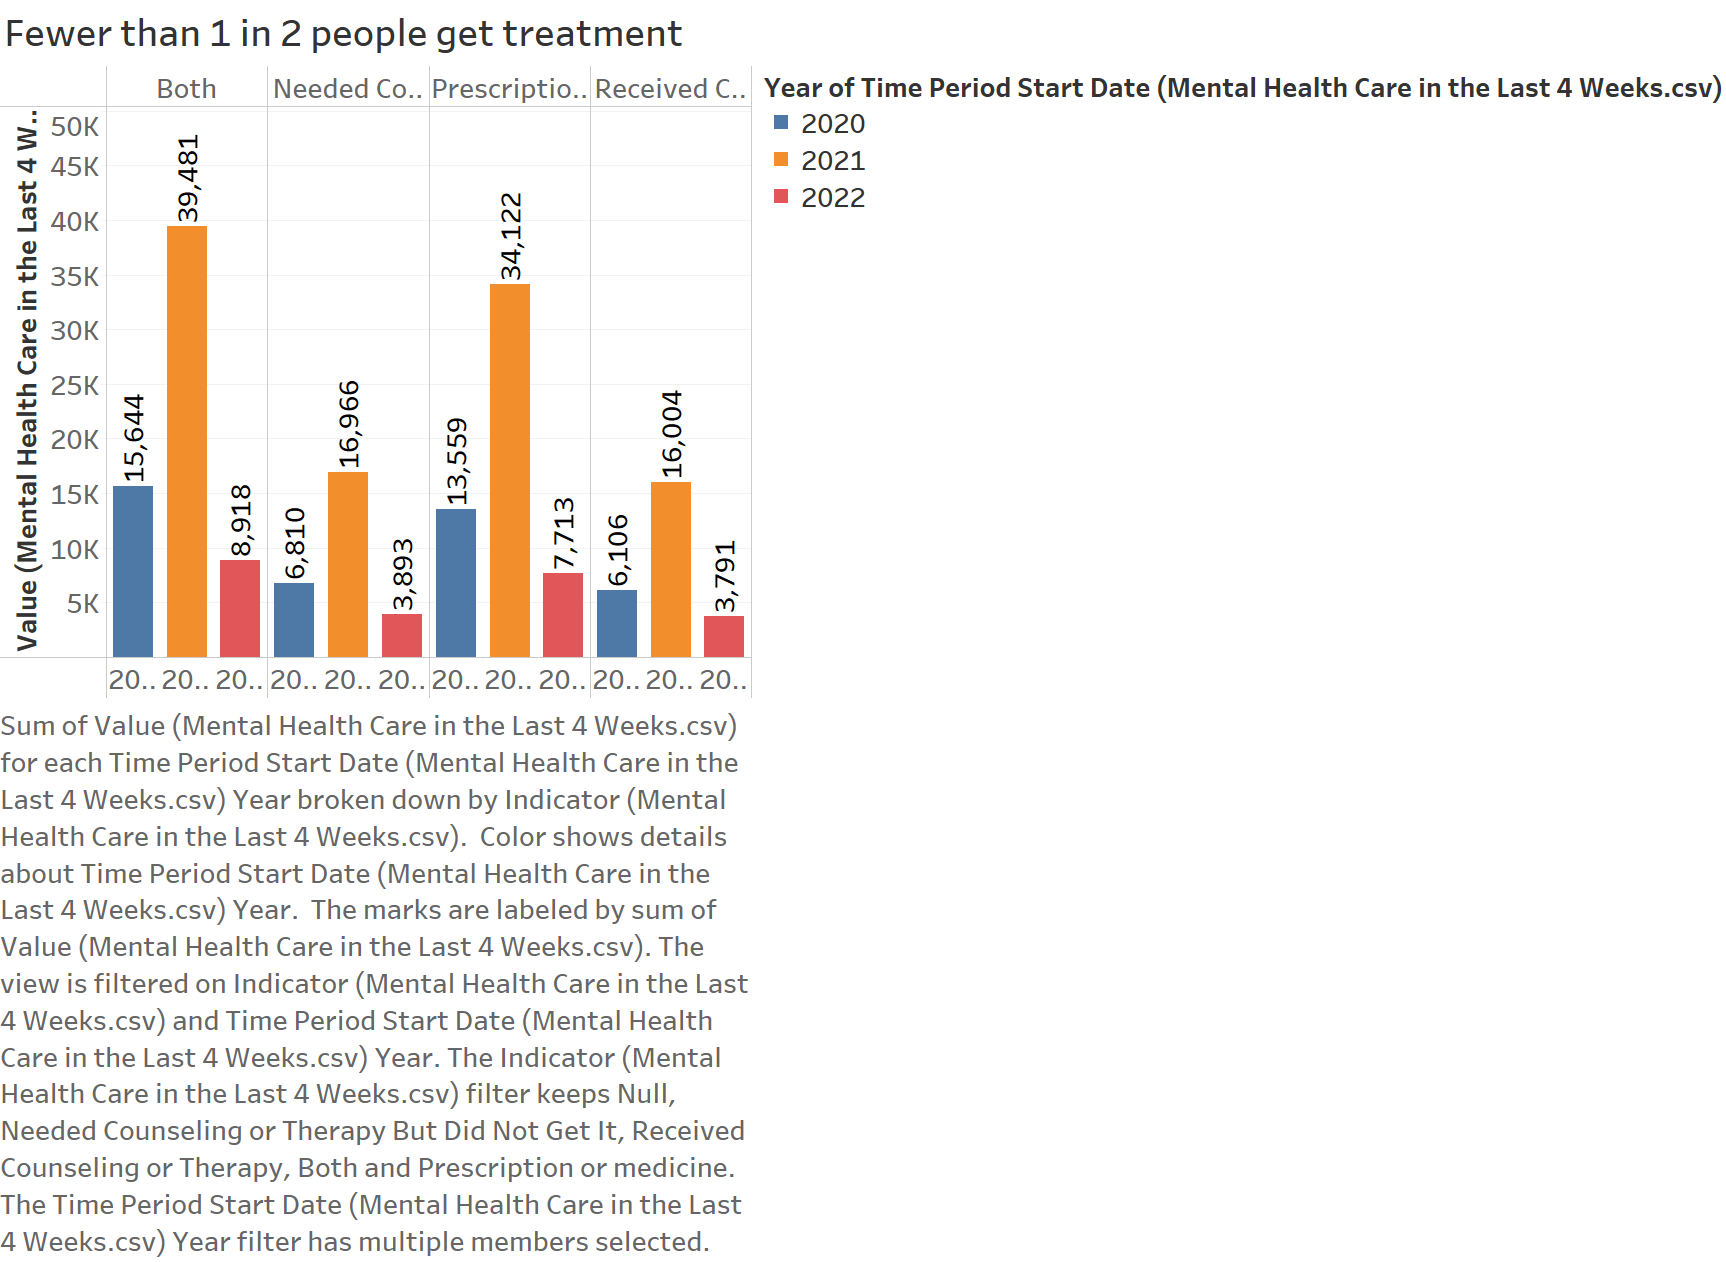 Fewer than 1 in 2 people get treatment
Both Needed Co.. Prescriptio.. Received C..
Year of Time Period Start Date (Mental Health Care in the Last 4 Weeks.csv)
2020
2021
2022
Value (Mental Health Care in the Last 4 W..
50K
45K
40K
35K
30K
25K
20K
15K
10K
5K
15,644
39,481
8,918
6,810
16,966
3,893
13,559
34,122
7,713
6,106
16,004
3,791
20.. 20.. 20.. 20.. 20.. 20.. 20.. 20.. 20.. 20.. 20.. 20..
Sum of Value (Mental Health Care in the Last 4 Weeks.csv)
for each Time Period Start Date (Mental Health Care in the
Last 4 Weeks.csv) Year broken down by Indicator (Mental
Health Care in the Last 4 Weeks.csv).  Color shows details
about Time Period Start Date (Mental Health Care in the
Last 4 Weeks.csv) Year.  The marks are labeled by sum of
Value (Mental Health Care in the Last 4 Weeks.csv). The
view is filtered on Indicator (Mental Health Care in the Last
4 Weeks.csv) and Time Period Start Date (Mental Health
Care in the Last 4 Weeks.csv) Year. The Indicator (Mental
Health Care in the Last 4 Weeks.csv) filter keeps Null,
Needed Counseling or Therapy But Did Not Get It, Received
Counseling or Therapy, Both and Prescription or medicine.
The Time Period Start Date (Mental Health Care in the Last
4 Weeks.csv) Year filter has multiple members selected.